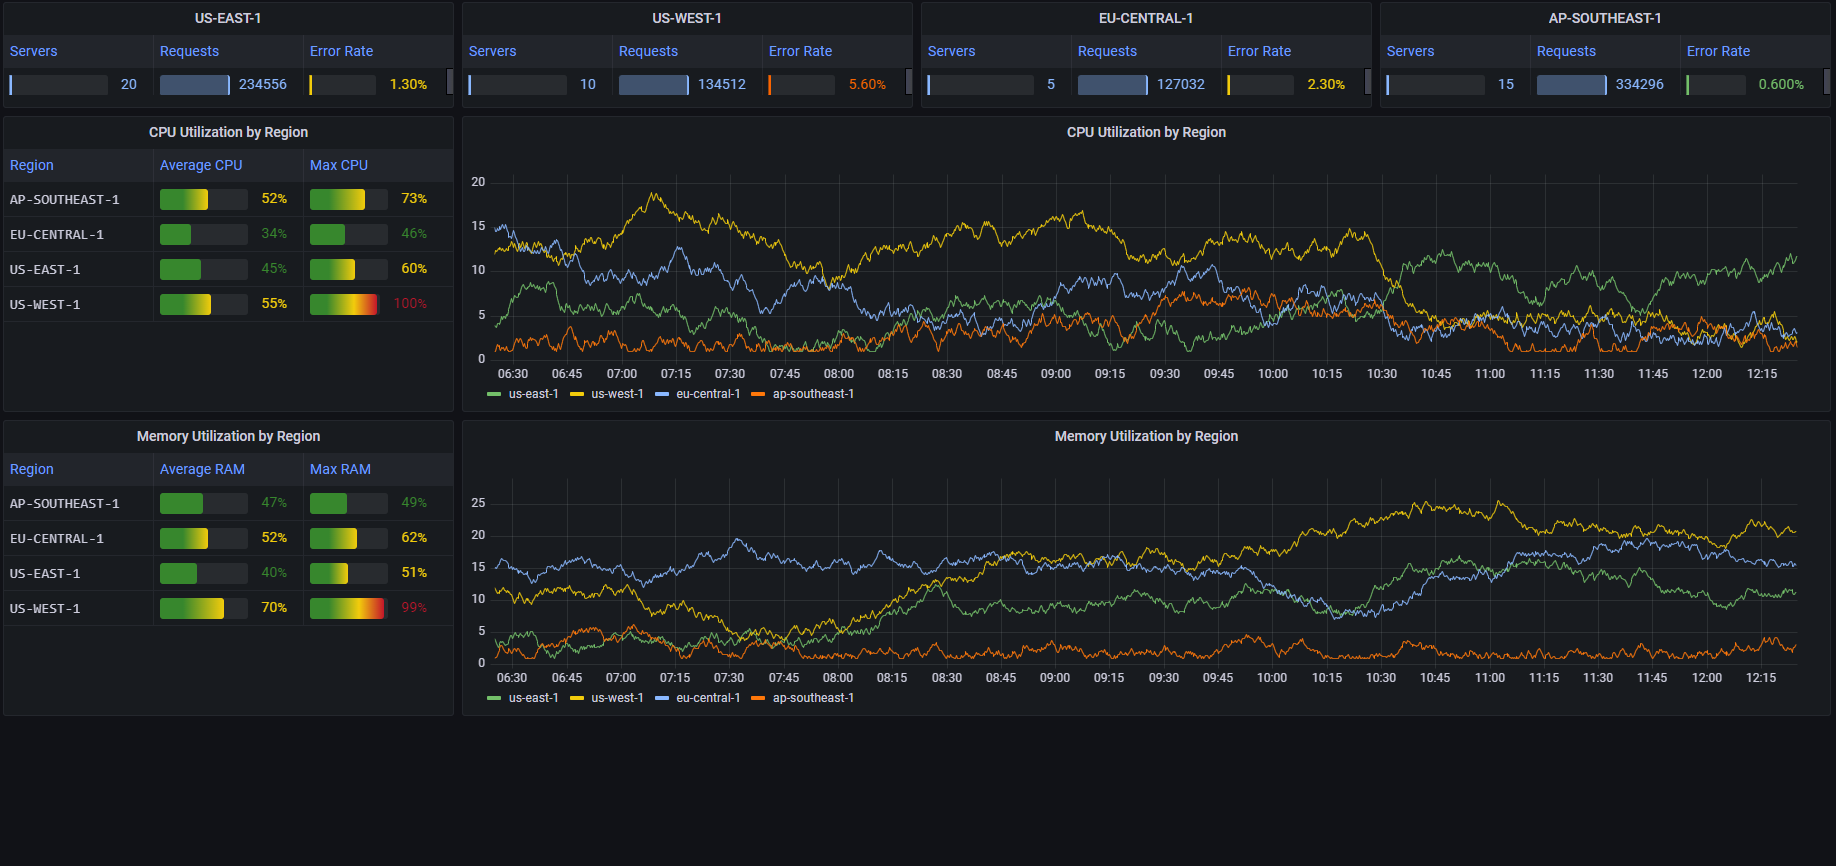 US-EAST-1
Servers Requests Error Rate
20 234556 1.30%
US-WEST-1
Servers Requests Error Rate
10 134512 5.60%
EU-CENTRAL-1
Servers Requests Error Rate
5 127032 2.30%
AP-SOUTHEAST-1
Servers Requests Error Rate
15 334296 0.600%
CPU Utilization by Region
Region Average CPU Max CPU
AP-SOUTHEAST-1 52% 73%
EU-CENTRAL-1 34% 46%
US-EAST-1 45% 60%
US-WEST-1 55% 100%
CPU Utilization by Region
20
15
10
5
0
06:30 06:45 07:00 07:15 07:30 07:45 08:00 08:15 08:30 08:45 09:00 09:15 09:30 09:45 10:00 10:15 10:30 10:45 11:00 11:15 11:30 11:45 12:00 12:15
us-east-1 us-west-1 eu-central-1 ap-southeast-1
Memory Utilization by Region
Region Average RAM Max RAM
AP-SOUTHEAST-1 47% 49%
EU-CENTRAL-1 52% 62%
US-EAST-1 40% 51%
US-WEST-1 70% 99%
Memory Utilization by Region
25
20
15
10
5
0
06:30 06:45 07:00 07:15 07:30 07:45 08:00 08:15 08:30 08:45 09:00 09:15 09:30 09:45 10:00 10:15 10:30 10:45 11:00 11:15 11:30 11:45 12:00 12:15
us-east-1 us-west-1 eu-central-1 ap-southeast-1